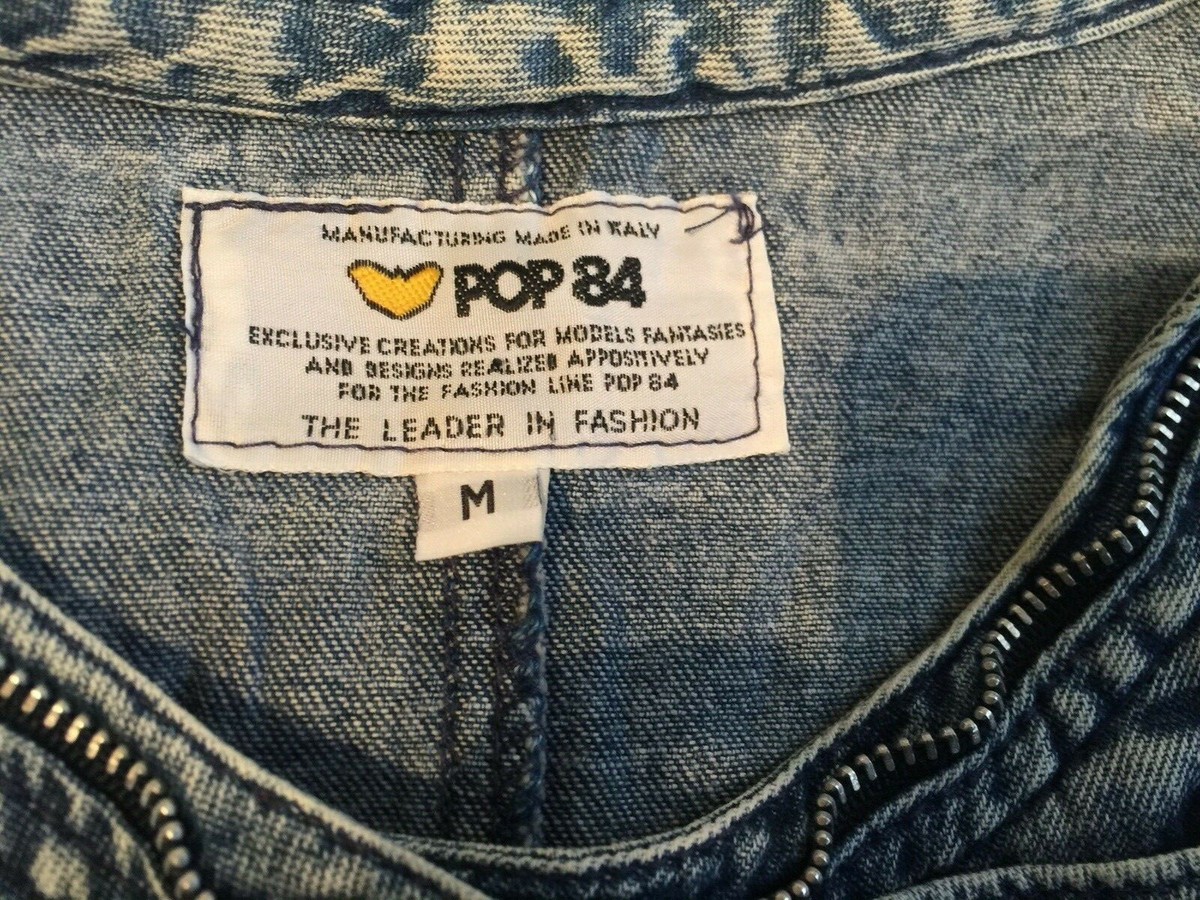 MANUFACTURING MADE IN ITALY
POP 84
EXCLUSIVE CREATIONS FOR MODELS FANTASIES
AND DESIGNS REALIZED APPOSITIVELY
FOR THE FASHION LINE POP 84
THE LEADER IN FASHION
M